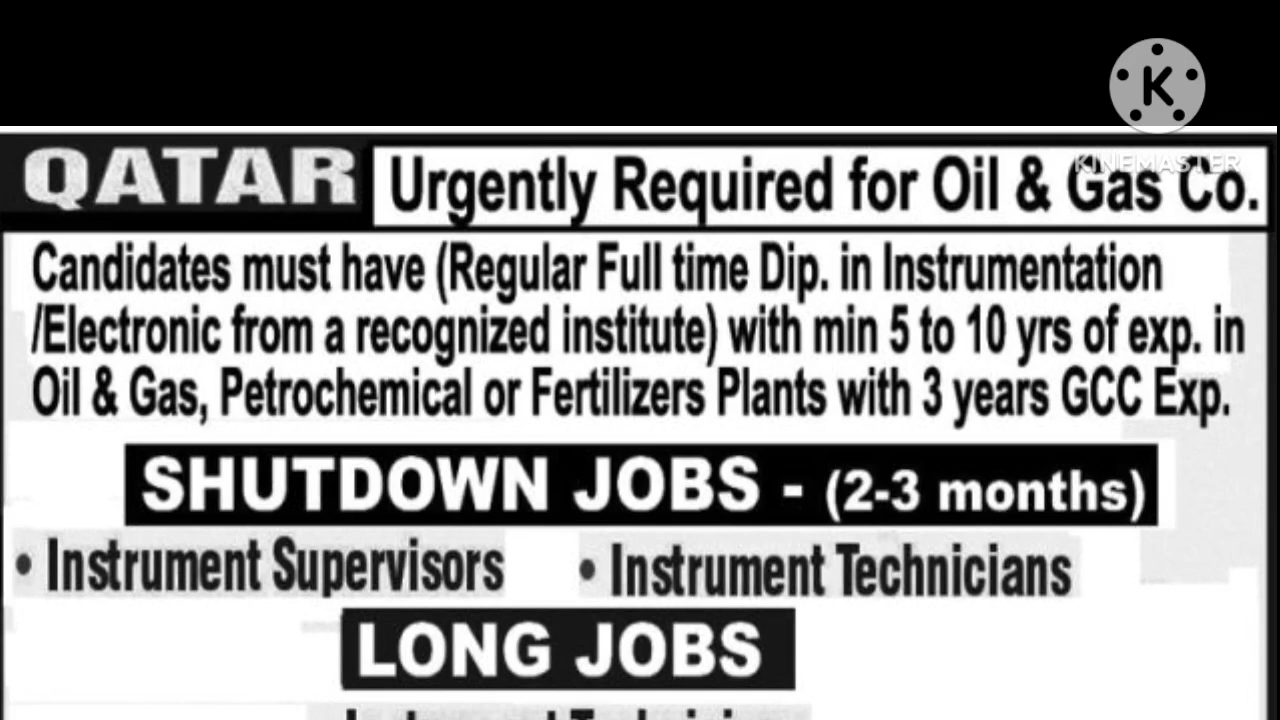 K
KINEMASTER
QATAR Urgently Required for Oil & Gas Co.
Candidates must have (Regular Full time Dip. in Instrumentation
/Electronic from a recognized institute) with min 5 to 10 yrs of exp. in
Oil & Gas, Petrochemical or Fertilizers Plants with 3 years GCC Exp.
SHUTDOWN JOBS - (2-3 months)
• Instrument Supervisors • Instrument Technicians
LONG JOBS